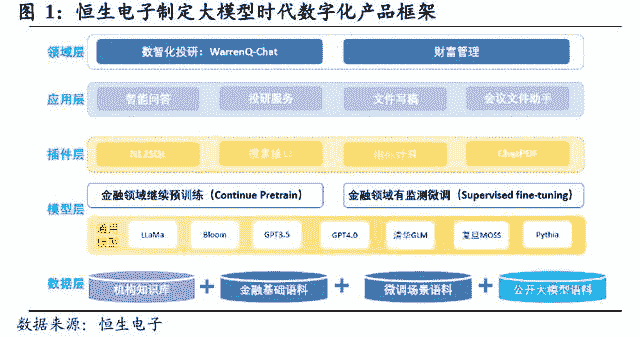 图 1：恒生电子制定大模型时代数字化产品框架
领域层 数智化投研：WarrenQ-Chat 财富管理
应用层 智能问答 投研服务 文件写稿 会议文件助手
插件层 ChatPDF
金融领域继续预训练（Continue Pretrain） 金融领域有监测微调（Supervised fine-tuning）
模型层
通用模型 LLaMa Bloom GPT3.5 GPT4.0 清华GLM 复旦MOSS Pythia
数据层 机构知识库 + 金融基础语料 + 微调场景语料 + 公开大模型语料
数据来源：恒生电子